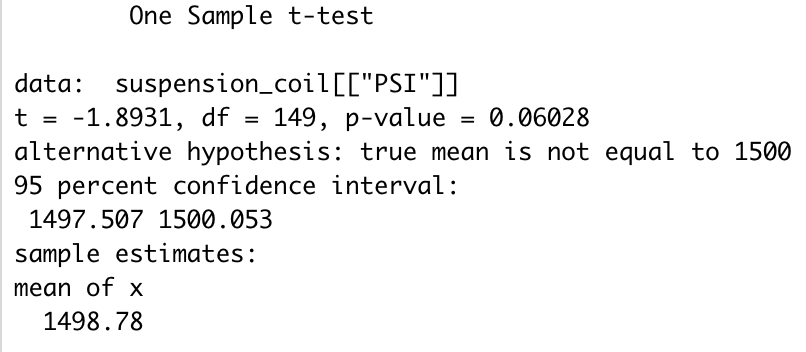 One Sample t-test
data:  suspension_coil[["PSI"]]
t = -1.8931, df = 149, p-value = 0.06028
alternative hypothesis: true mean is not equal to 1500
95 percent confidence interval:
 1497.507 1500.053
sample estimates:
mean of x
  1498.78